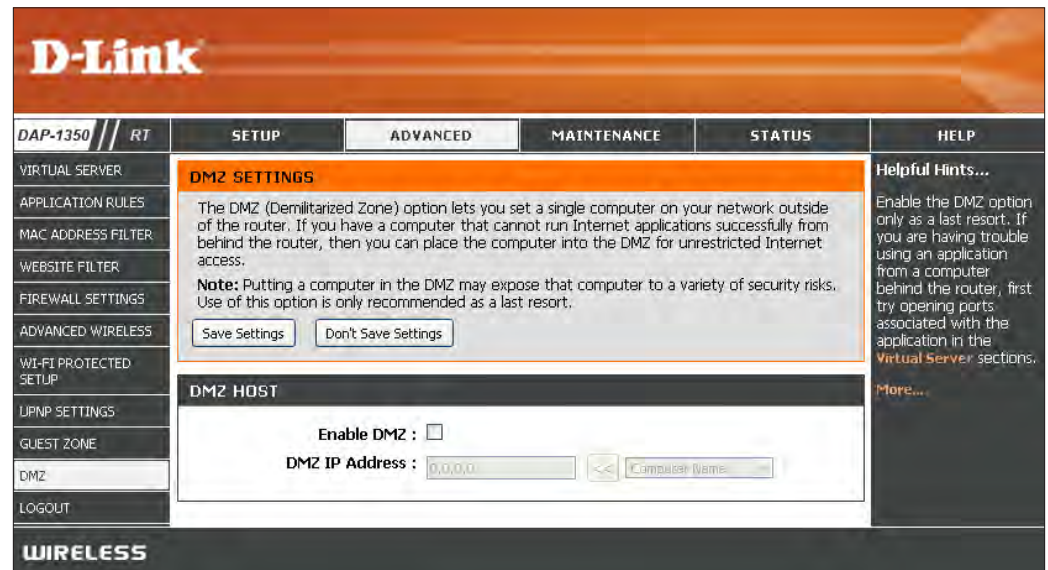 D-Link
DAP-1350 // RT
SETUP
ADVANCED
MAINTENANCE
STATUS
HELP
VIRTUAL SERVER
APPLICATION RULES
MAC ADDRESS FILTER
WEBSITE FILTER
FIREWALL SETTINGS
ADVANCED WIRELESS
WI-FI PROTECTED
SETUP
UPNP SETTINGS
GUEST ZONE
DMZ
LOGOUT
DMZ SETTINGS
The DMZ (Demilitarized Zone) option lets you set a single computer on your network outside
of the router. If you have a computer that cannot run Internet applications successfully from
behind the router, then you can place the computer into the DMZ for unrestricted Internet
access.
Note: Putting a computer in the DMZ may expose that computer to a variety of security risks.
Use of this option is only recommended as a last resort.
Save Settings
Don't Save Settings
DMZ HOST
Enable DMZ :
DMZ IP Address : 0.0.0.0 << Computer Name
Helpful Hints...
Enable the DMZ option
only as a last resort. If
you are having trouble
using an application
from a computer
behind the router, first
try opening ports
associated with the
application in the
Virtual Server sections.
More...
WIRELESS